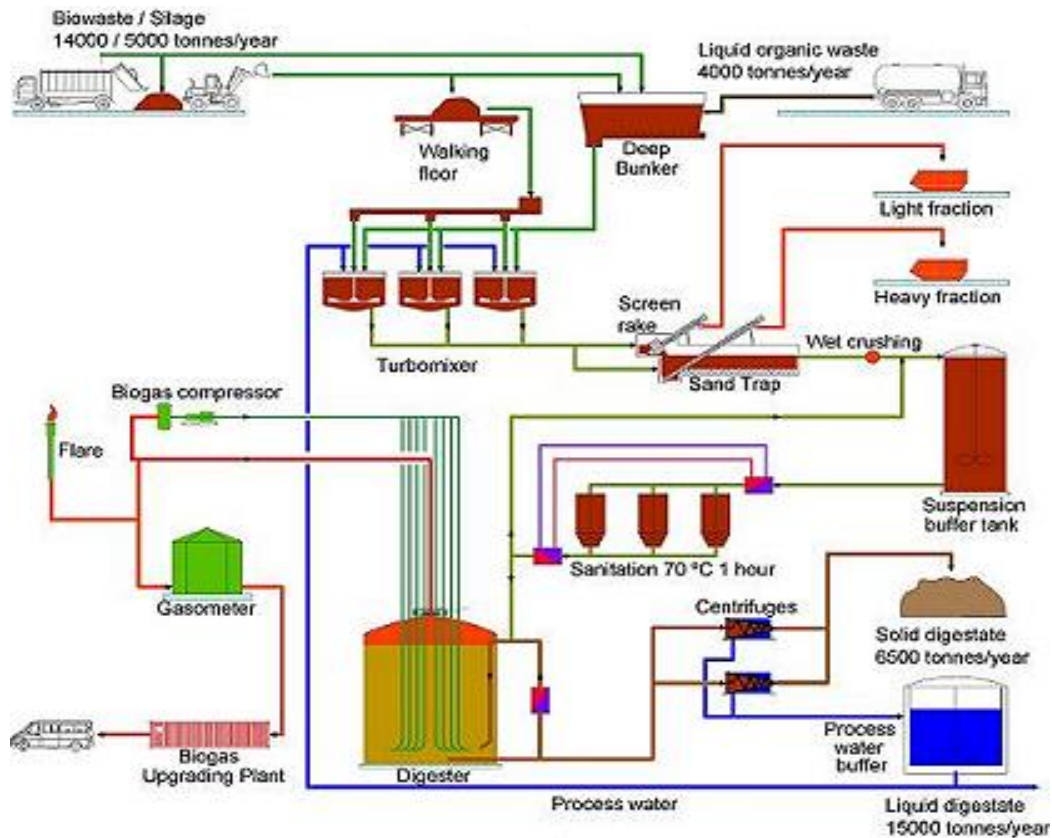 Biowaste / Silage
14000 / 5000 tonnes/year
Liquid organic waste
4000 tonnes/year
Walking
floor
Deep
Bunker
Light fraction
Heavy fraction
Screen
rake
Wet crushing
Turbomixer
Sand Trap
Biogas compressor
Flare
Suspension
buffer tank
Sanitation 70 ºC 1 hour
Gasometer
Centrifuges
Solid digestate
6500 tonnes/year
Process
water
buffer
Biogas
Upgrading Plant
Digester
Process water
Liquid digestate
15000 tonnes/year